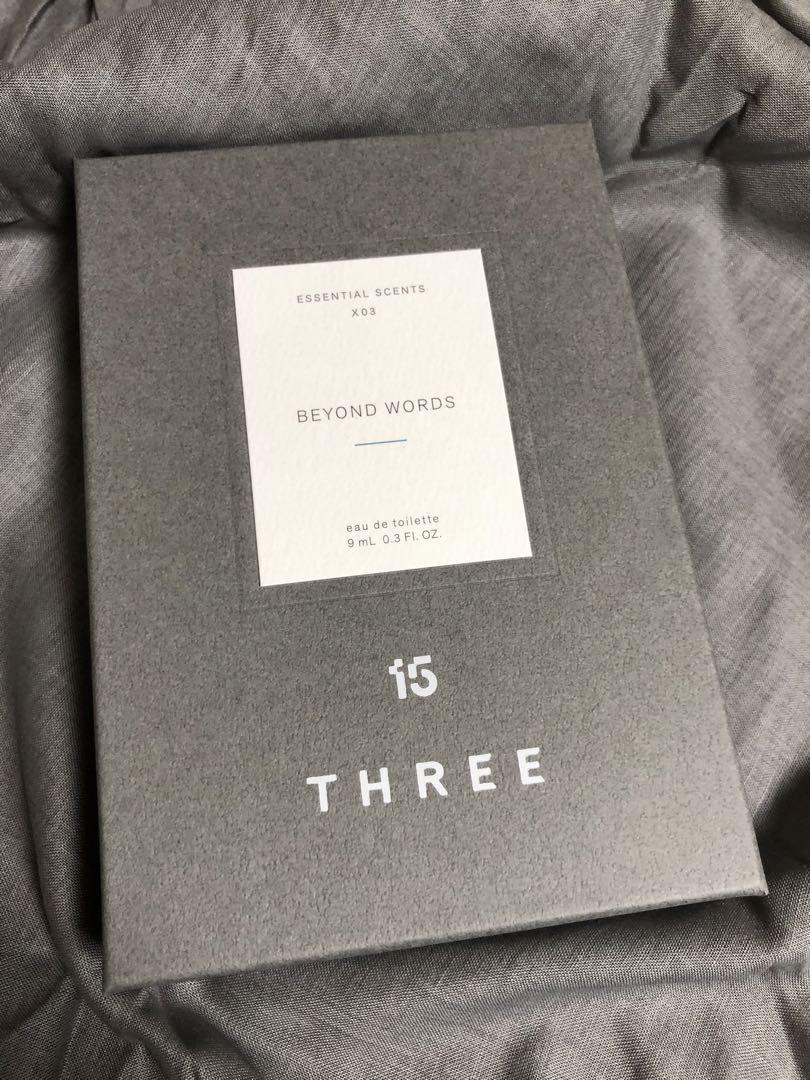 ESSENTIAL SCENTS
X03
BEYOND WORDS
eau de toilette
9 mL 0.3 Fl. OZ.
15
THREE